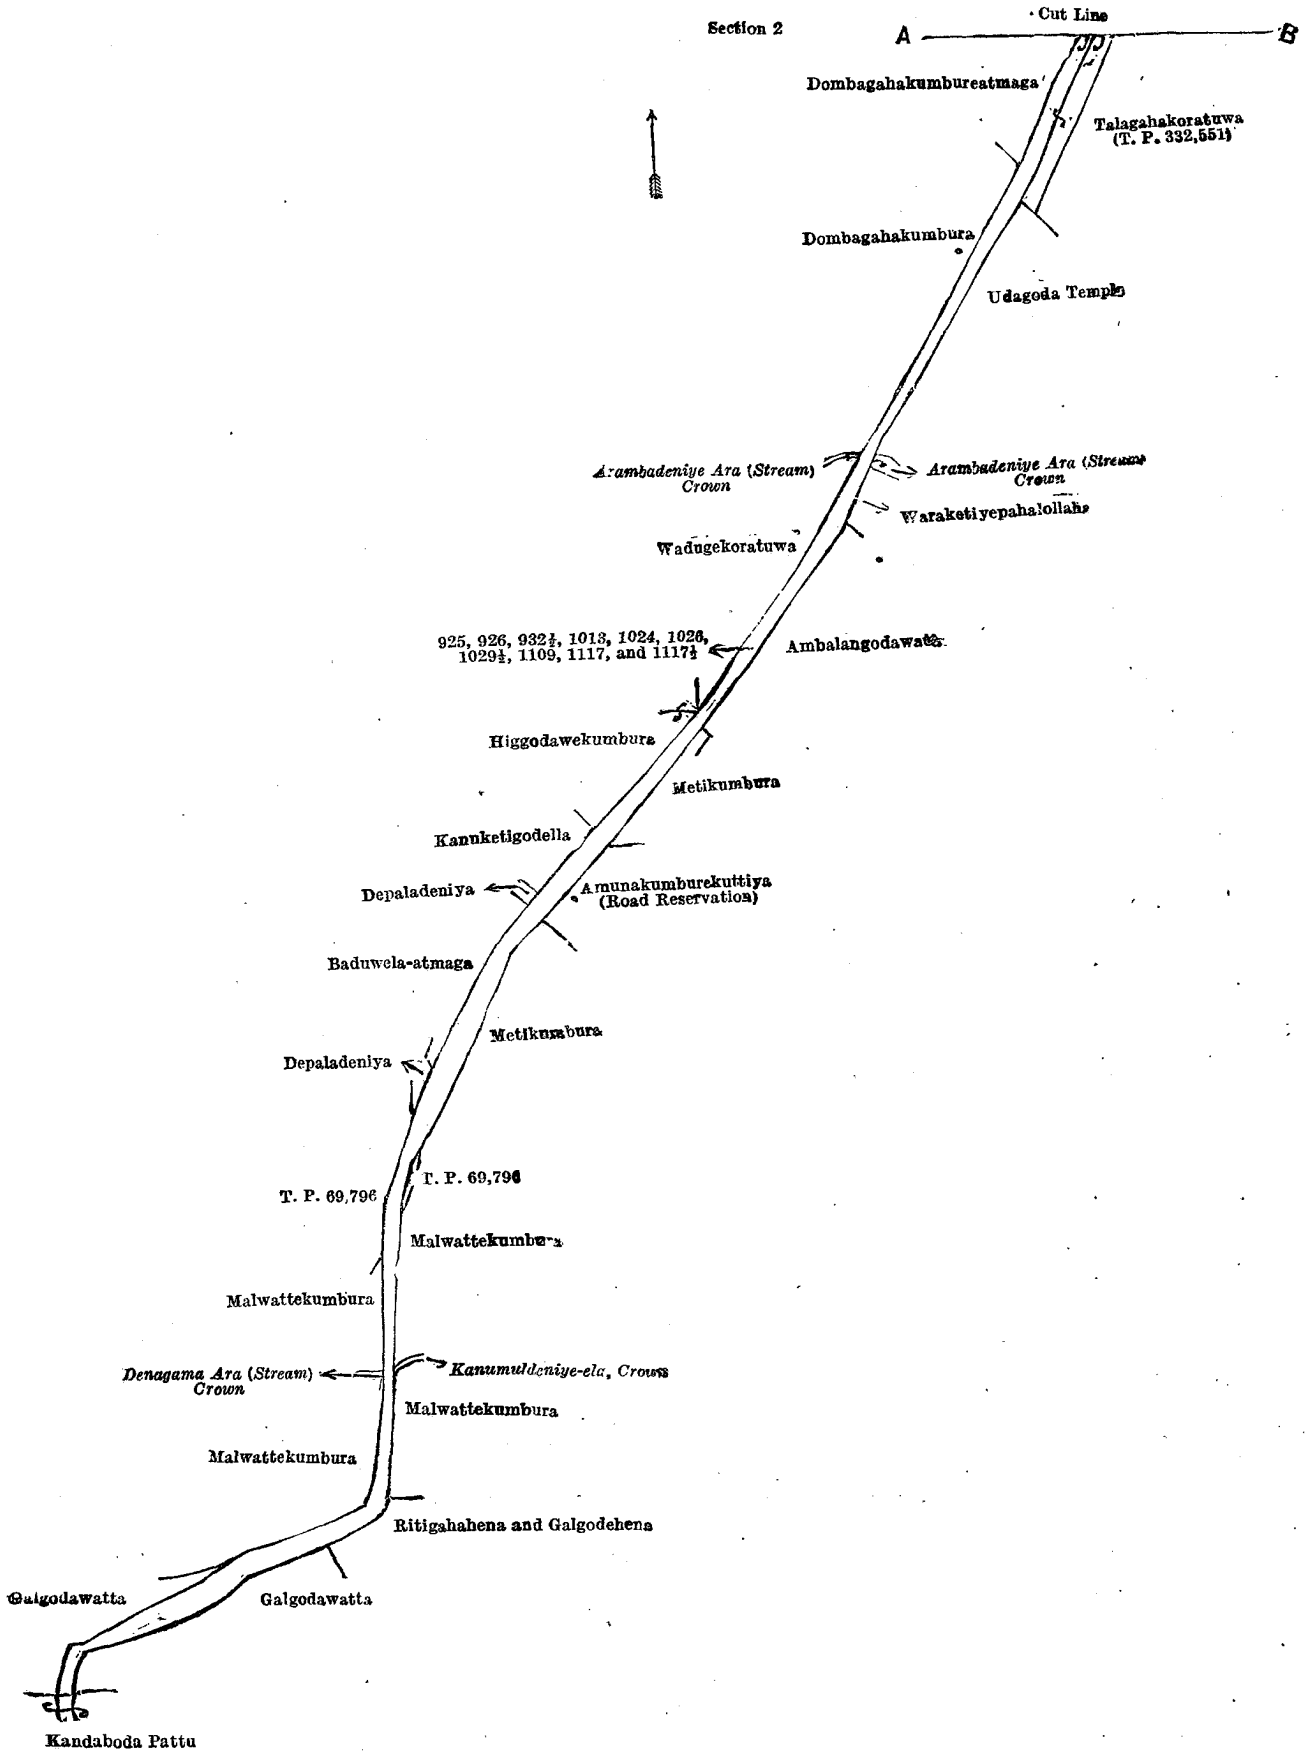 Section 2
Cut Line
A
B
Dombagahakumbureatmaga
Talagahakoratuwa
(T. P. 332,551)
Dombagahakumbura
Udagoda Temple
Arambadeniye Ara (Stream)
Crown
Arambadeniye Ara (Stream)
Crown
Waraketiyepahalollaha
Wadugekoratuwa
925, 926, 932½, 1013, 1024, 1026,
1029½, 1109, 1117, and 1117½
Ambalangodawatta
Higgodawekumbura
Metikumbura
Kannketigodella
Depaladeniya
Amunakumburekuttiya
(Road Reservation)
Baduwela-atmaga
Metikumbura
Depaladeniya
T. P. 69,796
T. P. 69,796
Malwattekumbura
Malwattekumbura
Denagama Ara (Stream)
Crown
Kanumuldeniye-ela, Crown
Malwattekumbura
Malwattekumbura
Ritigahahena and Galgodehena
Galgodawatta
Galgodawatta
Kandaboda Pattu